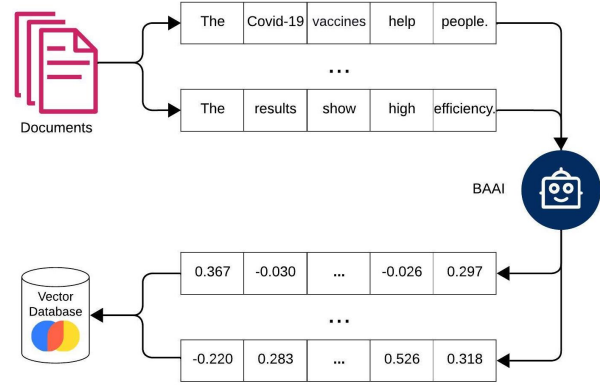 The Covid-19 vaccines help people.
...
The results show high efficiency.
Documents
BAAI
0.367 -0.030 ... -0.026 0.297
Vector
Database
...
-0.220 0.283 ... 0.526 0.318